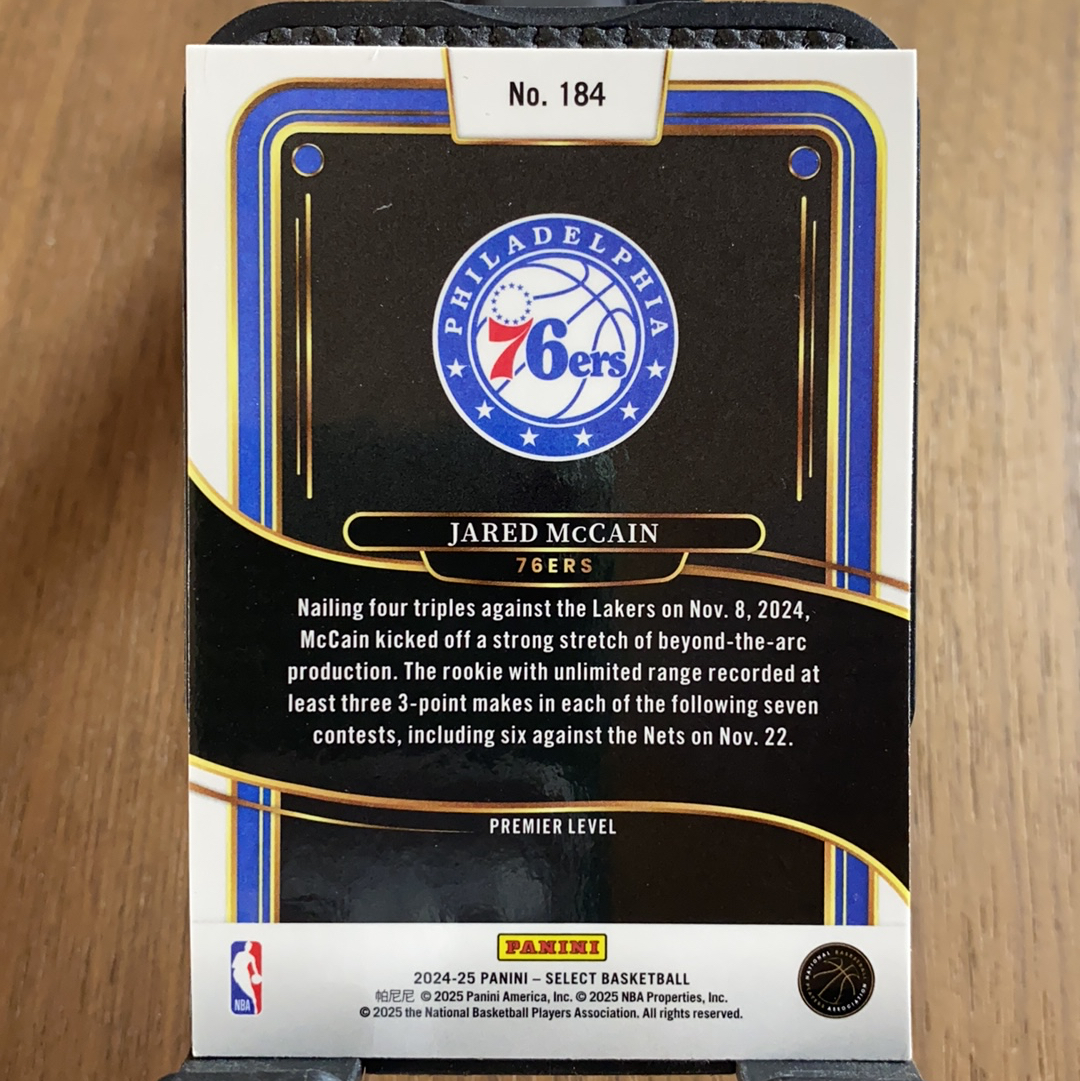 No. 184
PHILADELPHIA
76ers
JARED McCAIN
76ERS
Nailing four triples against the Lakers on Nov. 8, 2024,
McCain kicked off a strong stretch of beyond-the-arc
production. The rookie with unlimited range recorded at
least three 3-point makes in each of the following seven
contests, including six against the Nets on Nov. 22.
PREMIER LEVEL
PANINI
2024-25 PANINI – SELECT BASKETBALL
帕尼尼 © 2025 Panini America, Inc. © 2025 NBA Properties, Inc.
© 2025 the National Basketball Players Association. All rights reserved.
NBA
NATIONAL BASKETBALL
PLAYERS ASSOCIATION